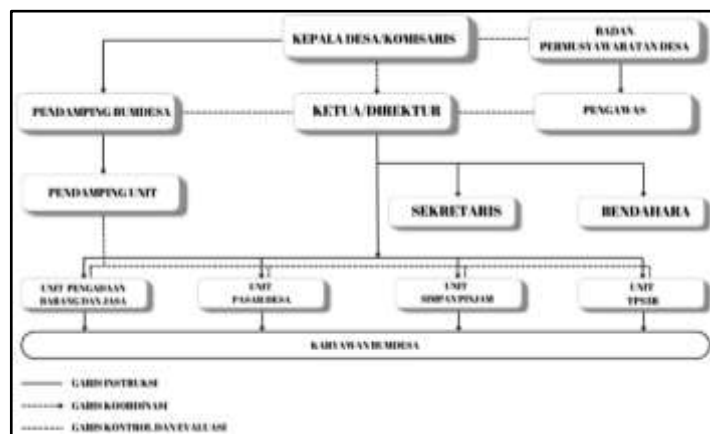 KEPALA DESA/KOMISARIS
BADAN
PERMUSYAWARATAN DESA
PENDAMPING BUMDESA
KETUA/DIREKTUR
PENGAWAS
PENDAMPING UNIT
SEKRETARIS
BENDAHARA
UNIT PENGADAAN
BARANG DAN JASA
UNIT
PASAR DESA
UNIT
SIMPAN PINJAM
UNIT
TPS3R
KARYAWAN BUMDESA
GARIS INSTRUKSI
GARIS KOORDINASI
GARIS KONTROL DAN EVALUASI